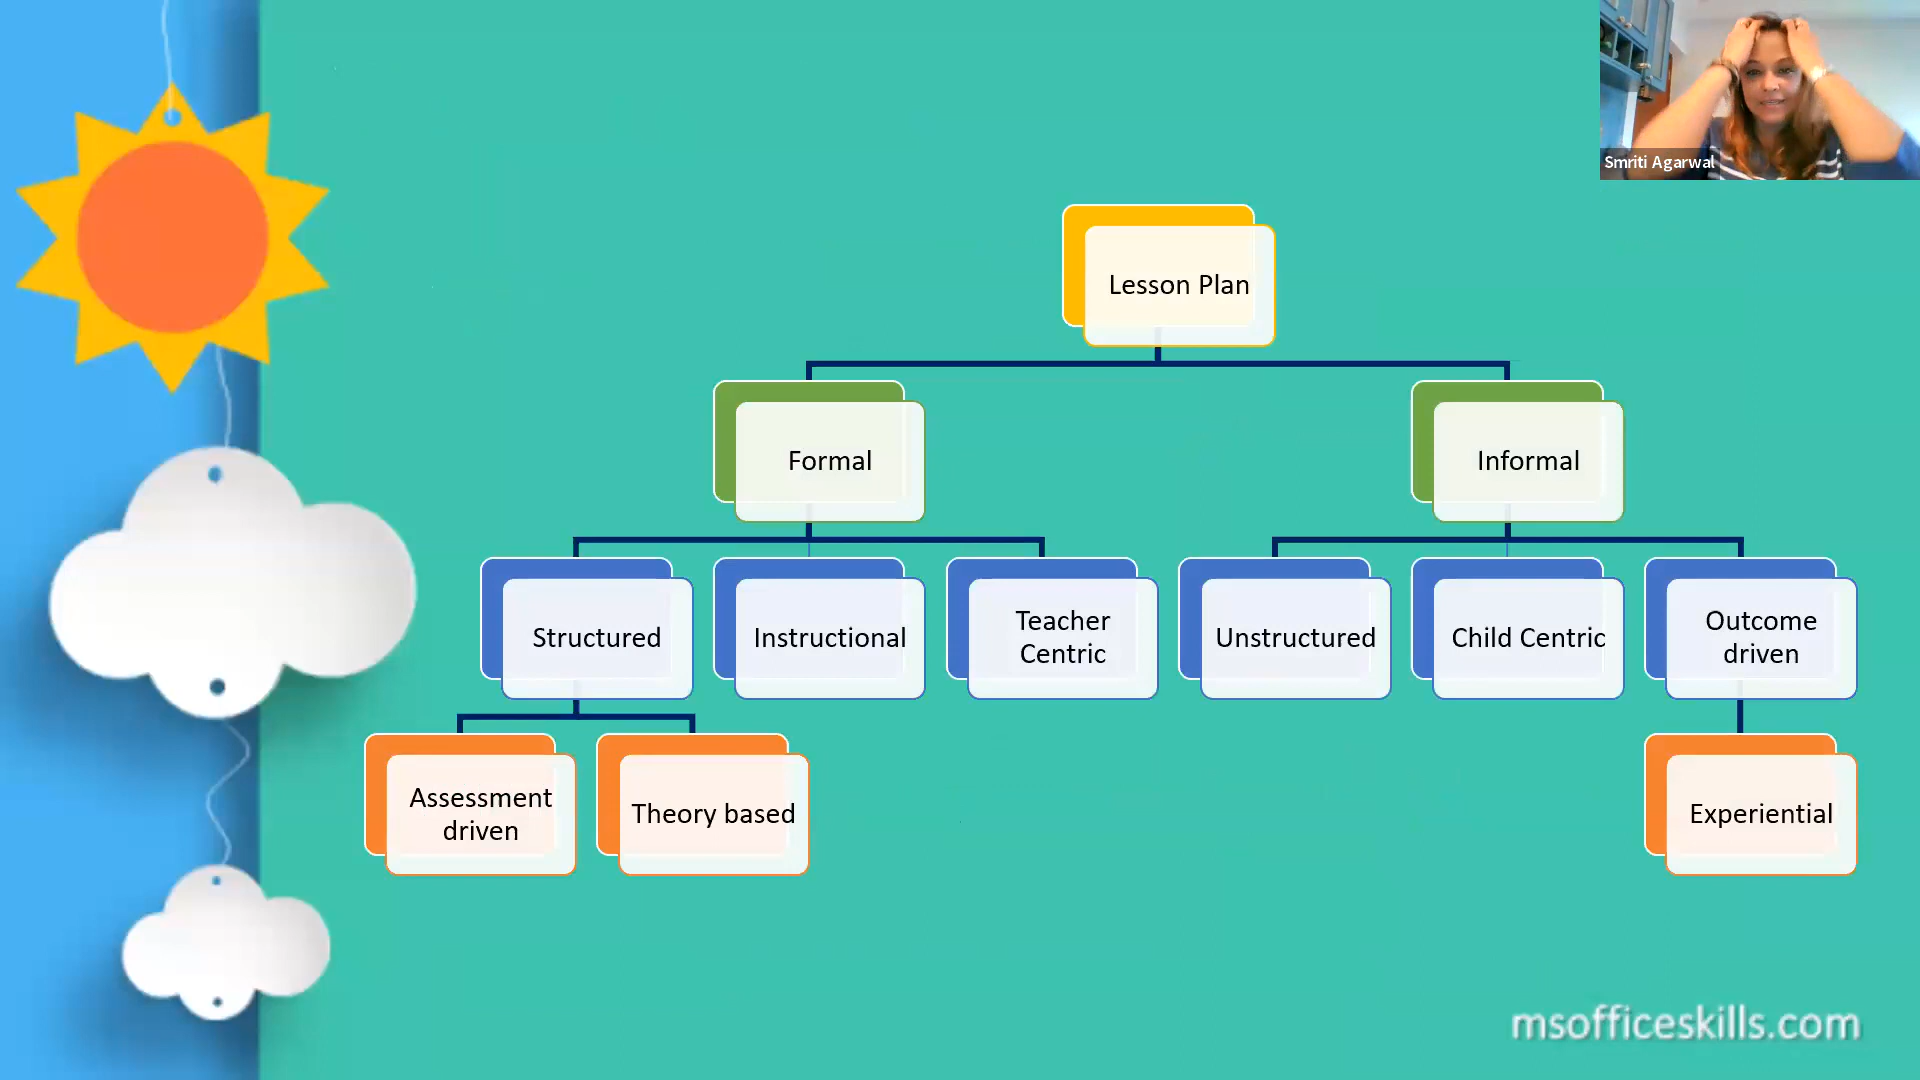 Smriti Agarwal
Lesson Plan
Formal
Informal
Structured
Instructional
Teacher
Centric
Unstructured
Child Centric
Outcome
driven
Assessment
driven
Theory based
Experiential
msofficeskills.com